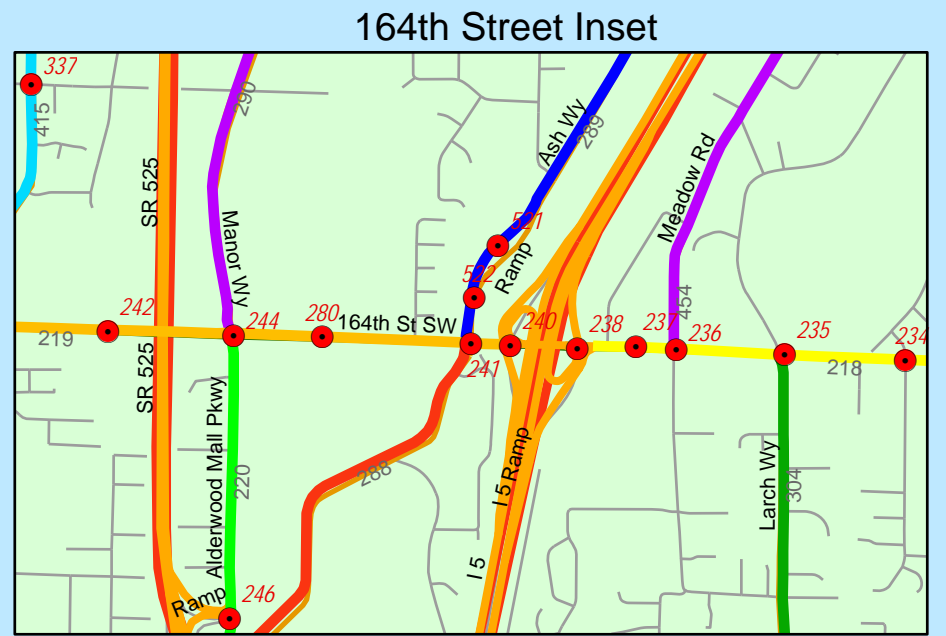 164th Street Inset
337
415
290
SR 525
Manor Wy
Ash Wy
289
521
Ramp
522
Meadow Rd
454
242
219
244
280
164th St SW
241
240
238
237
236
235
234
218
SR 525
Alderwood Mall Pkwy
220
288
I 5 Ramp
I 5
Larch Wy
304
Ramp
246